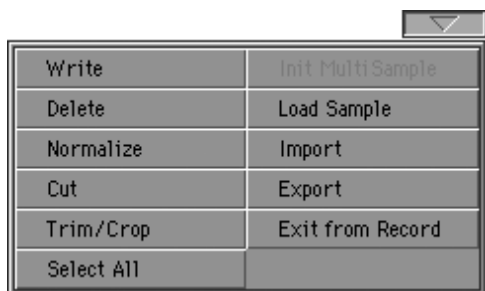 Write
Init MultiSample
Delete
Load Sample
Normalize
Import
Cut
Export
Trim/Crop
Exit from Record
Select All